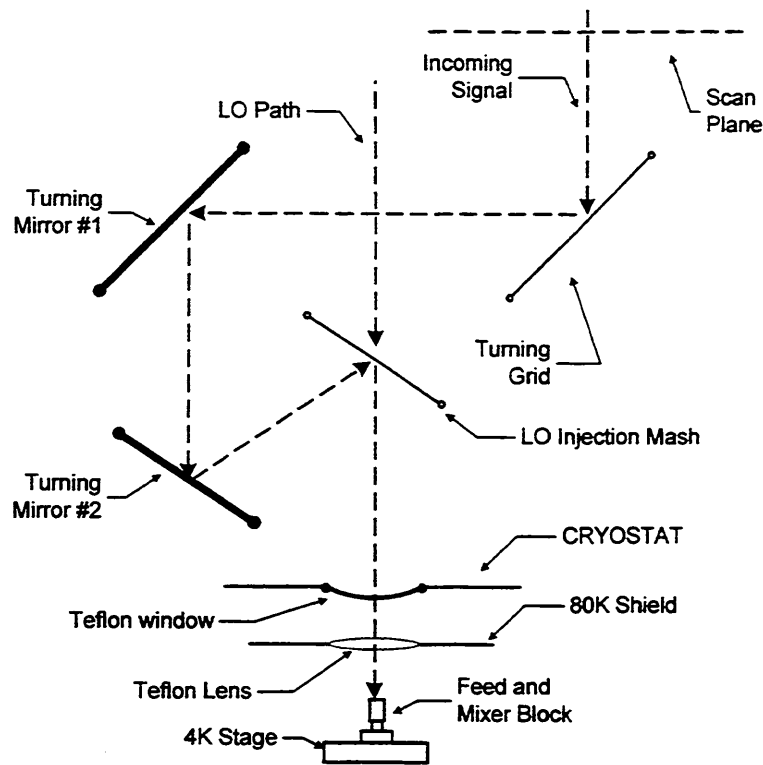 Incoming
Signal
LO Path
Scan
Plane
Turning
Mirror #1
Turning
Grid
LO Injection Mash
Turning
Mirror #2
CRYOSTAT
Teflon window
80K Shield
Teflon Lens
Feed and
Mixer Block
4K Stage